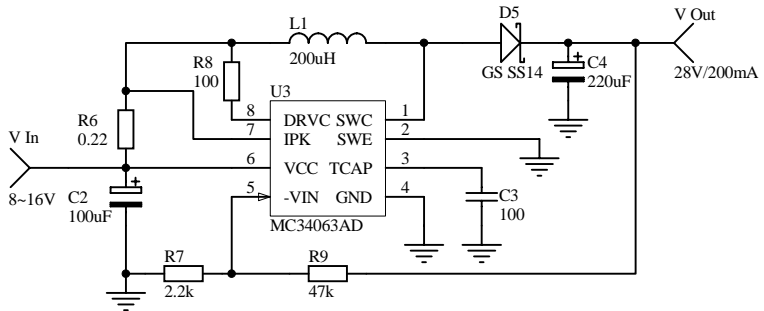 D5
V Out
L1
200uH
R8
100
GS SS14
C4
220uF
28V/200mA
U3
8 DRVC SWC 1
7 IPK SWE 2
6 VCC TCAP 3
5 -VIN GND 4
MC34063AD
R6
0.22
V In
8~16V
C2
100uF
+
+
C3
100
R7
2.2k
R9
47k